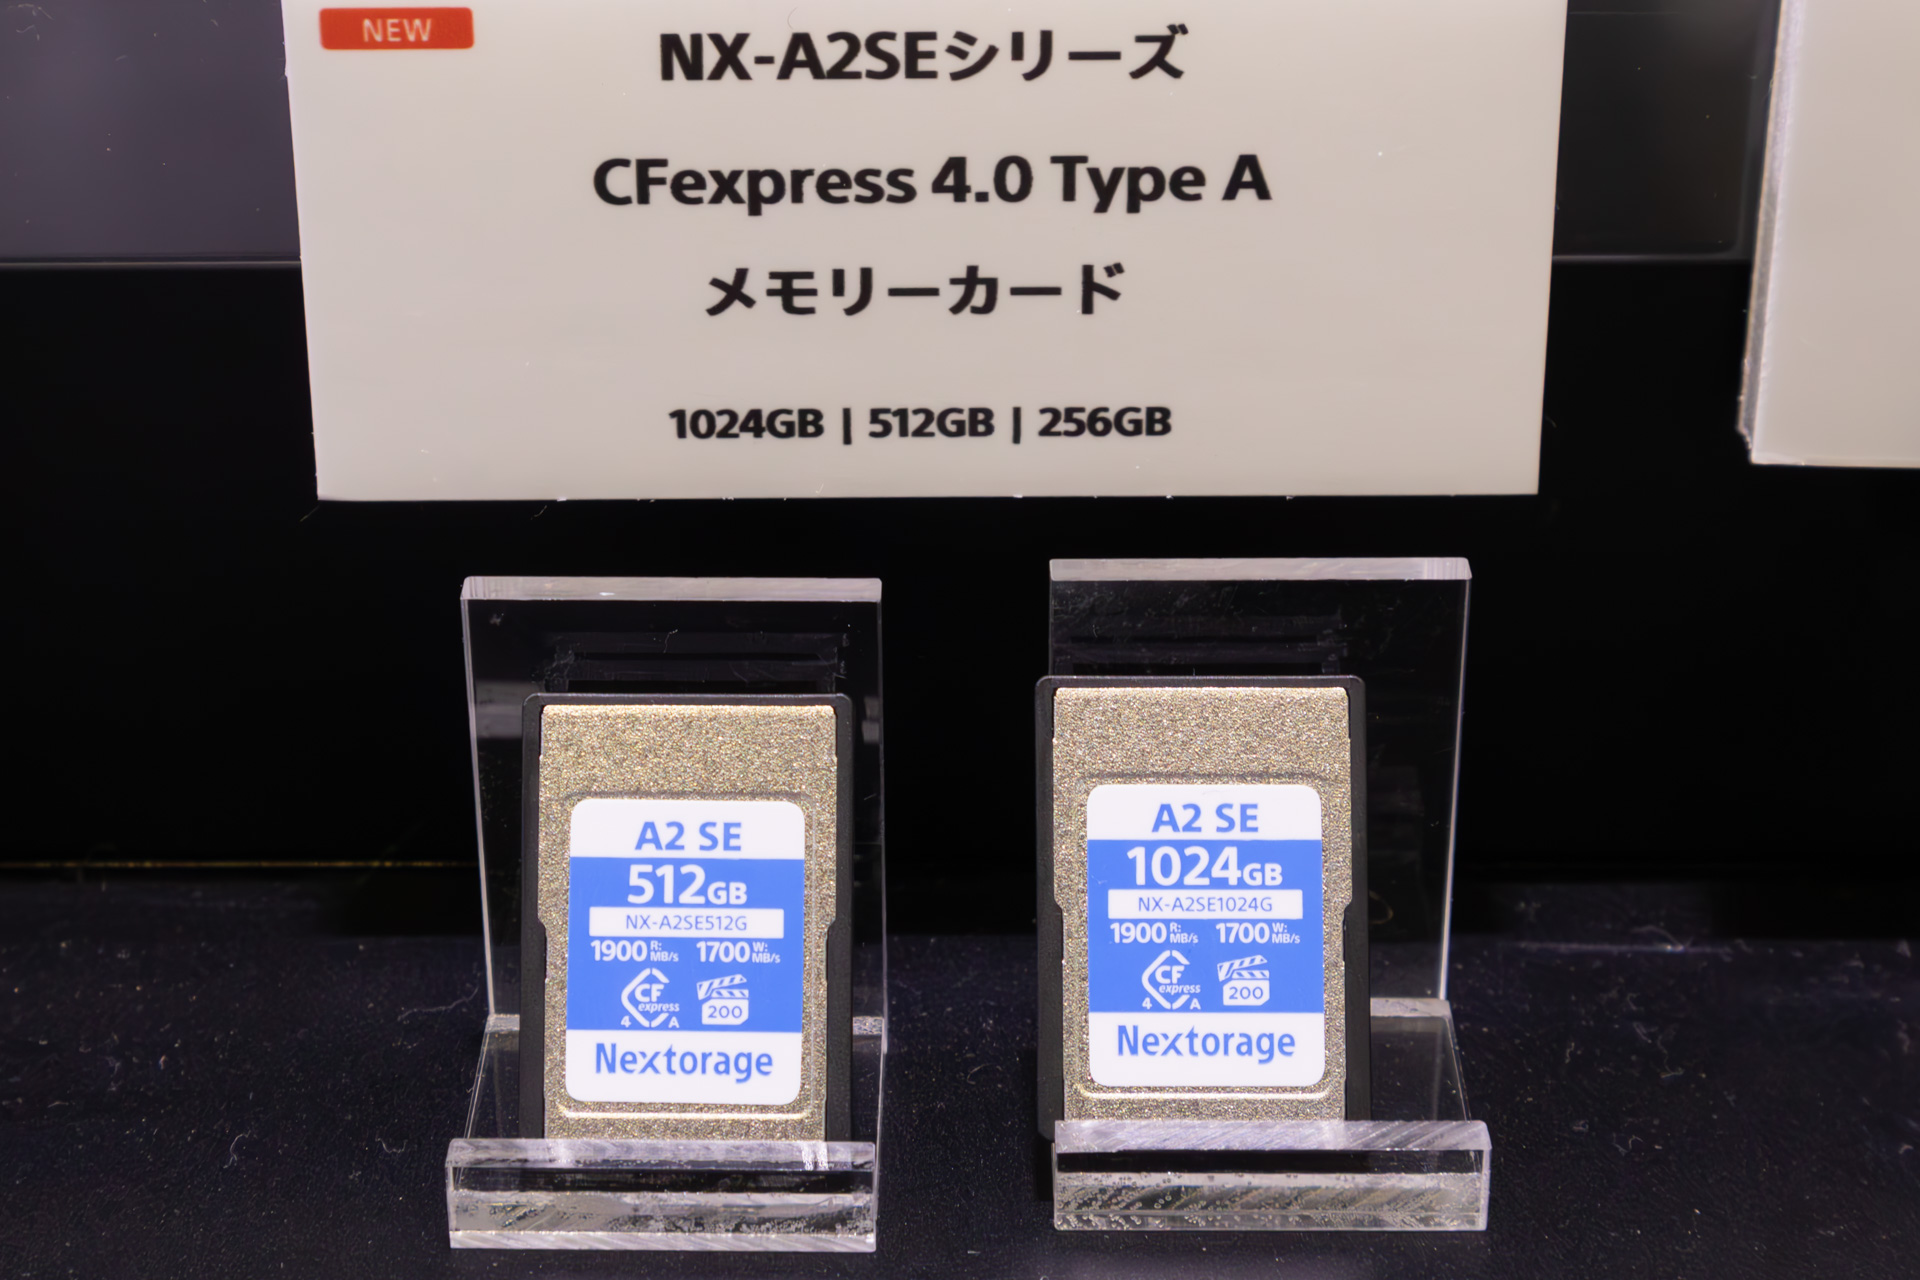 NEW
NX-A2SEシリーズ
CFexpress 4.0 Type A
メモリーカード
1024GB | 512GB | 256GB
A2 SE
512GB
NX-A2SE512G
1900 R: MB/s 1700 W: MB/s
CF express 4 A 200
Nextorage
A2 SE
1024GB
NX-A2SE1024G
1900 R: MB/s 1700 W: MB/s
CF express 4 A 200
Nextorage